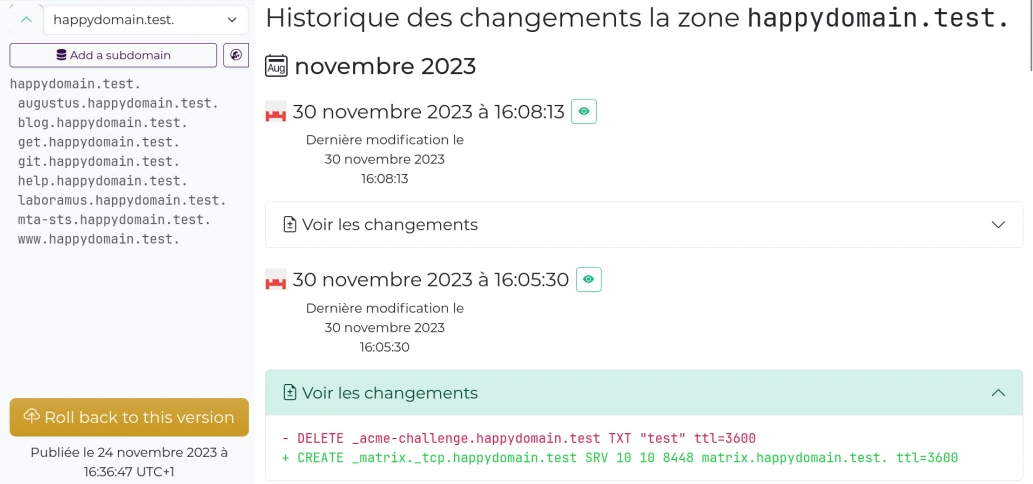 happydomain.test.
Add a subdomain
happydomain.test.
augustus.happydomain.test.
blog.happydomain.test.
get.happydomain.test.
git.happydomain.test.
help.happydomain.test.
laboramus.happydomain.test.
mta-sts.happydomain.test.
www.happydomain.test.
Roll back to this version
Publiée le 24 novembre 2023 à
16:36:47 UTC+1
Historique des changements la zone happydomain.test.
Aug novembre 2023
30 novembre 2023 à 16:08:13
Dernière modification le
30 novembre 2023
16:08:13
Voir les changements
30 novembre 2023 à 16:05:30
Dernière modification le
30 novembre 2023
16:05:30
Voir les changements
- DELETE _acme-challenge.happydomain.test TXT "test" ttl=3600
+ CREATE _matrix._tcp.happydomain.test SRV 10 10 8448 matrix.happydomain.test. ttl=3600